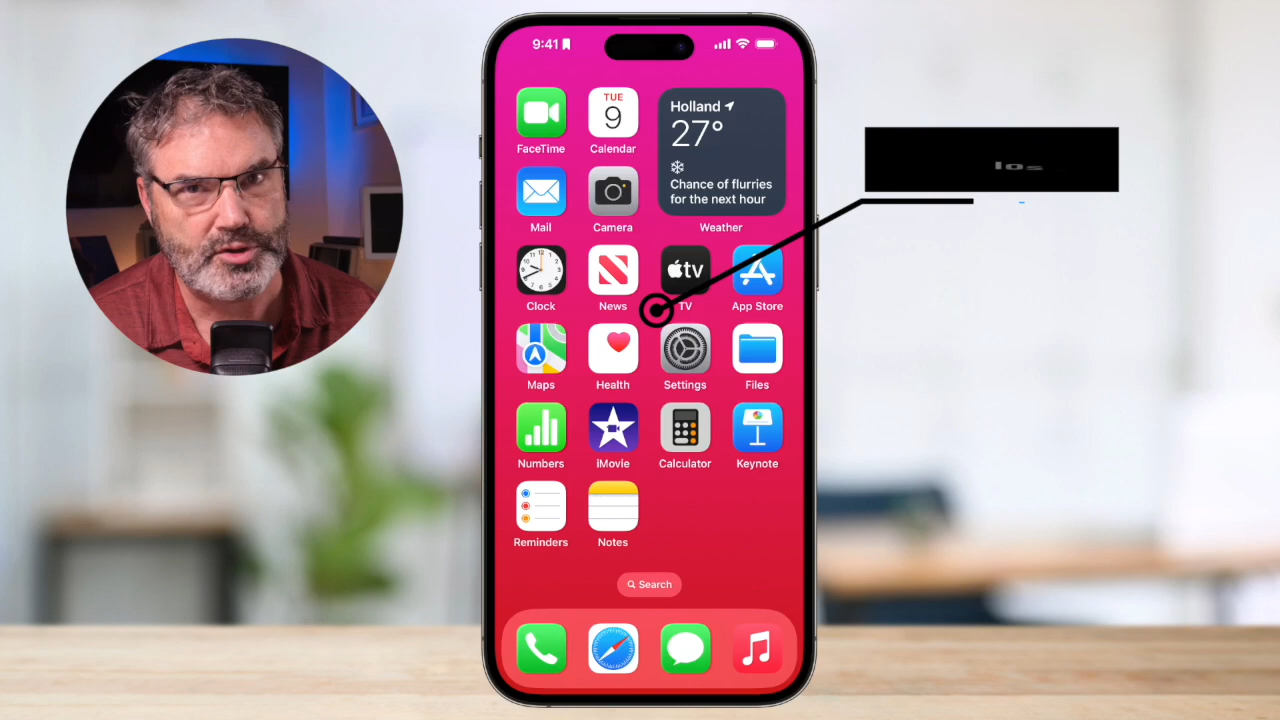 9:41
Holland
27°
Chance of flurries
for the next hour
Weather
FaceTime
TUE
9
Calendar
Mail
Camera
Clock
News
tv
TV
App Store
Maps
Health
Settings
Files
Numbers
iMovie
Calculator
Keynote
Reminders
Notes
Search
los